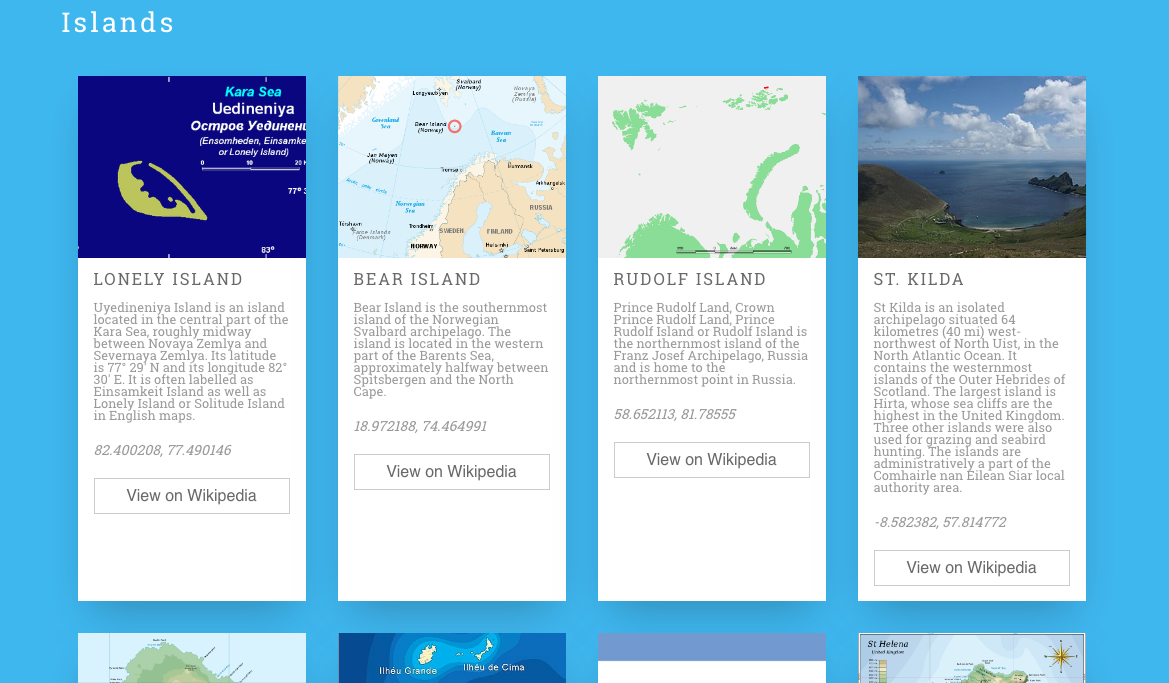 Islands
Kara Sea
Uedineniya
Остров Уединени
(Ensomheden, Einsamke
or Lonely Island)
0 10 20
77º 3
83º
Svalbard
(Norway)
Longyearbyen
Novaya
Zemlya
(Russia)
Greenland
Sea
Bear Island
(Norway)
Barents
Sea
Jan Mayen
(Norway)
Tromsø
Murmansk
Arkhangelsk
Norwegian
Sea
RUSSIA
Tórshavn
Faroe Islands
(Denmark)
Trondheim
SWEDEN
FINLAND
NORWAY
Helsinki
Saint Petersburg
LONELY ISLAND
Uyedineniya Island is an island
located in the central part of the
Kara Sea, roughly midway
between Novaya Zemlya and
Severnaya Zemlya. Its latitude
is 77° 29′ N and its longitude 82°
30′ E. It is often labelled as
Einsamkeit Island as well as
Lonely Island or Solitude Island
in English maps.
82.400208, 77.490146
View on Wikipedia
BEAR ISLAND
Bear Island is the southernmost
island of the Norwegian
Svalbard archipelago. The
island is located in the western
part of the Barents Sea,
approximately halfway between
Spitsbergen and the North
Cape.
18.972188, 74.464991
View on Wikipedia
RUDOLF ISLAND
Prince Rudolf Land, Crown
Prince Rudolf Land, Prince
Rudolf Island or Rudolf Island is
the northernmost island of the
Franz Josef Archipelago, Russia
and is home to the
northernmost point in Russia.
58.652113, 81.78555
View on Wikipedia
ST. KILDA
St Kilda is an isolated
archipelago situated 64
kilometres (40 mi) west-
northwest of North Uist, in the
North Atlantic Ocean. It
contains the westernmost
islands of the Outer Hebrides of
Scotland. The largest island is
Hirta, whose sea cliffs are the
highest in the United Kingdom.
Three other islands were also
used for grazing and seabird
hunting. The islands are
administratively a part of the
Comhairle nan Eilean Siar local
authority area.
-8.582382, 57.814772
View on Wikipedia
Ilhéu Grande
Ilhéu de Cima
St Helena
United Kingdom